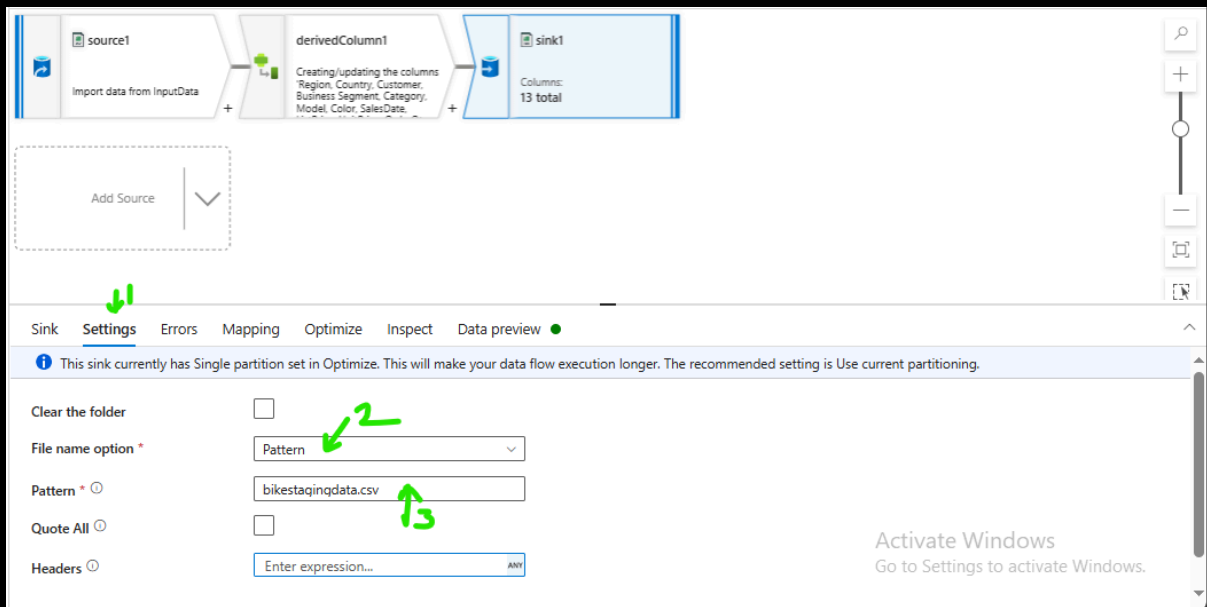 source1
Import data from InputData
+
derivedColumn1
Creating/updating the columns
'Region, Country, Customer,
Business Segment, Category,
Model, Color, SalesDate,
+
sink1
Columns:
13 total
Add Source
1
Sink Settings Errors Mapping Optimize Inspect Data preview
This sink currently has Single partition set in Optimize. This will make your data flow execution longer. The recommended setting is Use current partitioning.
Clear the folder
2
File name option * Pattern
Pattern * bikestagingdata.csv
3
Quote All
Headers Enter expression... ANY
Activate Windows
Go to Settings to activate Windows.